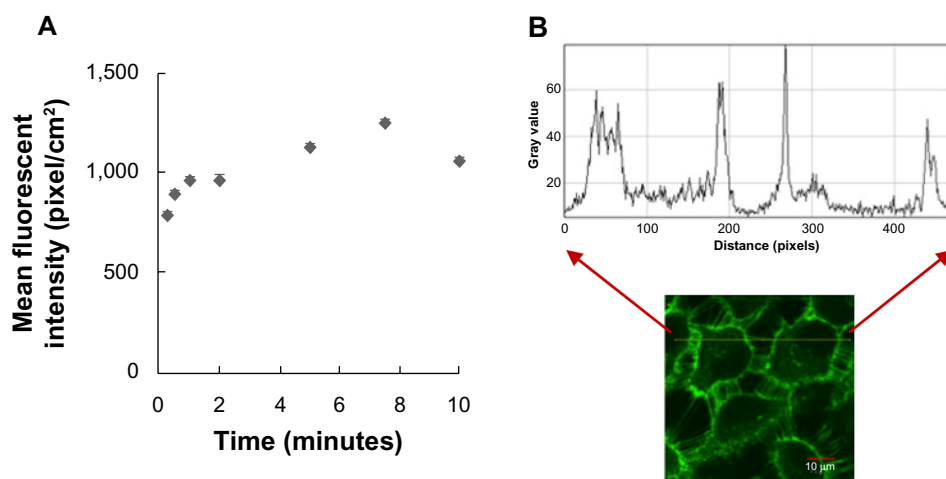 A
Mean fluorescent
intensity (pixel/cm²)
1,500
1,000
500
0
0 2 4 6 8 10
Time (minutes)
B
Gray value
60
40
20
0 100 200 300 400
Distance (pixels)
10 μm